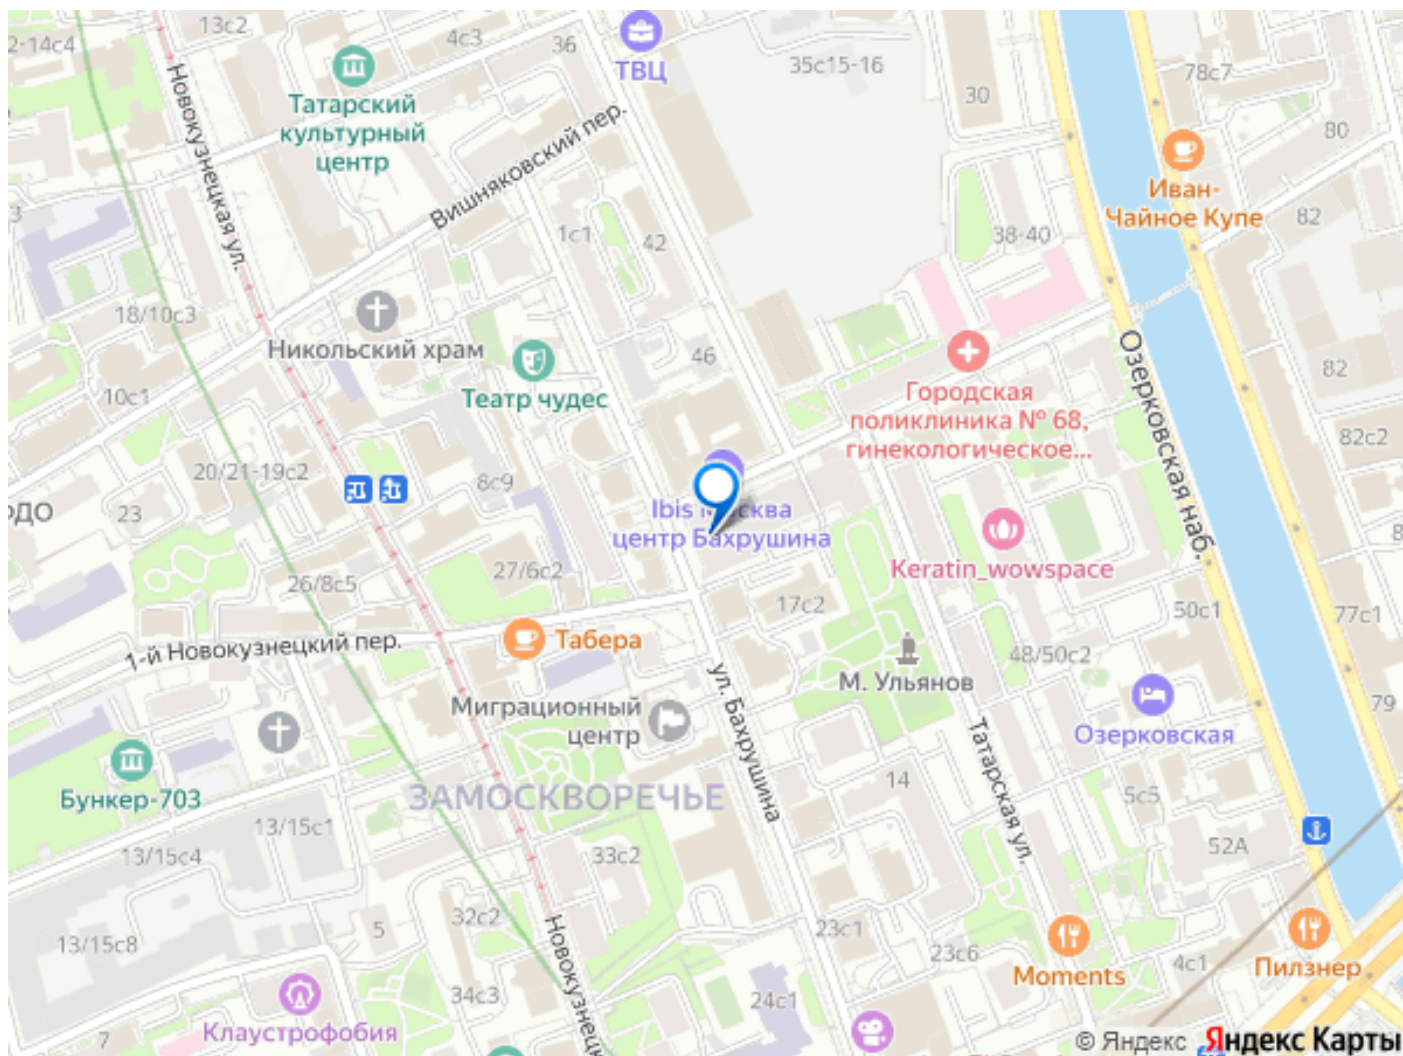 2-14с4
13с2
4с3
36
ТВЦ
35с15-16
30
78с7
80
Татарский
культурный
центр
Новокузнецкая ул.
Вишняковский пер.
Иван-
Чайное Купе
82
3
1с1
42
38-40
18/10с3
Никольский храм
46
Театр чудес
Озерковская наб.
82
10с1
Городская
поликлиника № 68,
гинекологическое...
82с2
20/21-19с2
8с9
23
Ibis Москва
центр Бахрушина
Keratin_wowspace
8
26/8с5
27/6с2
17с2
50с1
77с1
1-й Новокузнецкий пер.
Табера
48/50с2
М. Ульянов
ул. Бахрушина
79
Миграционный
центр
Озерковская
Татарская ул.
Бункер-703
ЗАМОСКВОРЕЧЬЕ
14
5с5
13/15с1
13/15с4
33с2
52А
32с2
5
13/15с8
23с1
23с6
4с1
Moments
Пилзнер
Новокузнецк
34с3
24с1
7
Клаустрофобия
© Яндекс
Яндекс Карты